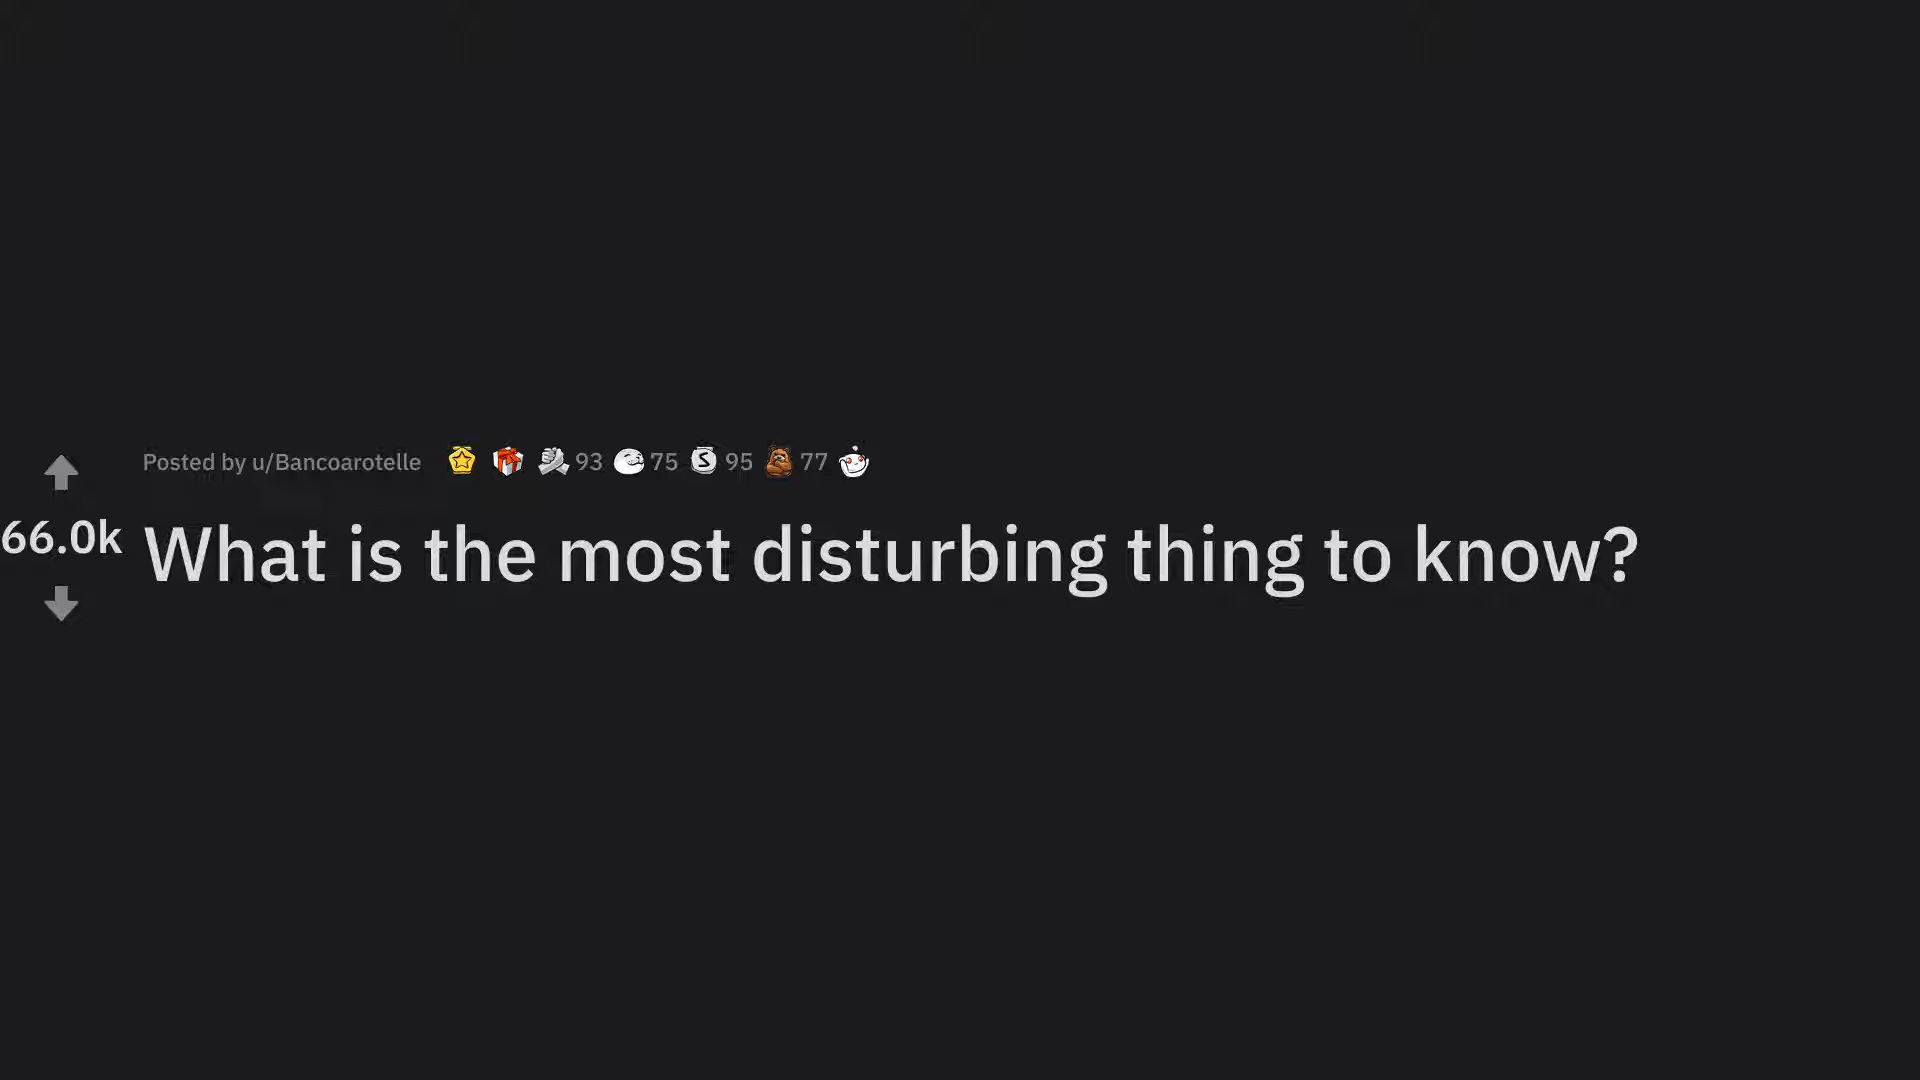 Posted by u/Bancoarotelle 93 75 S 95 77
66.0k What is the most disturbing thing to know?